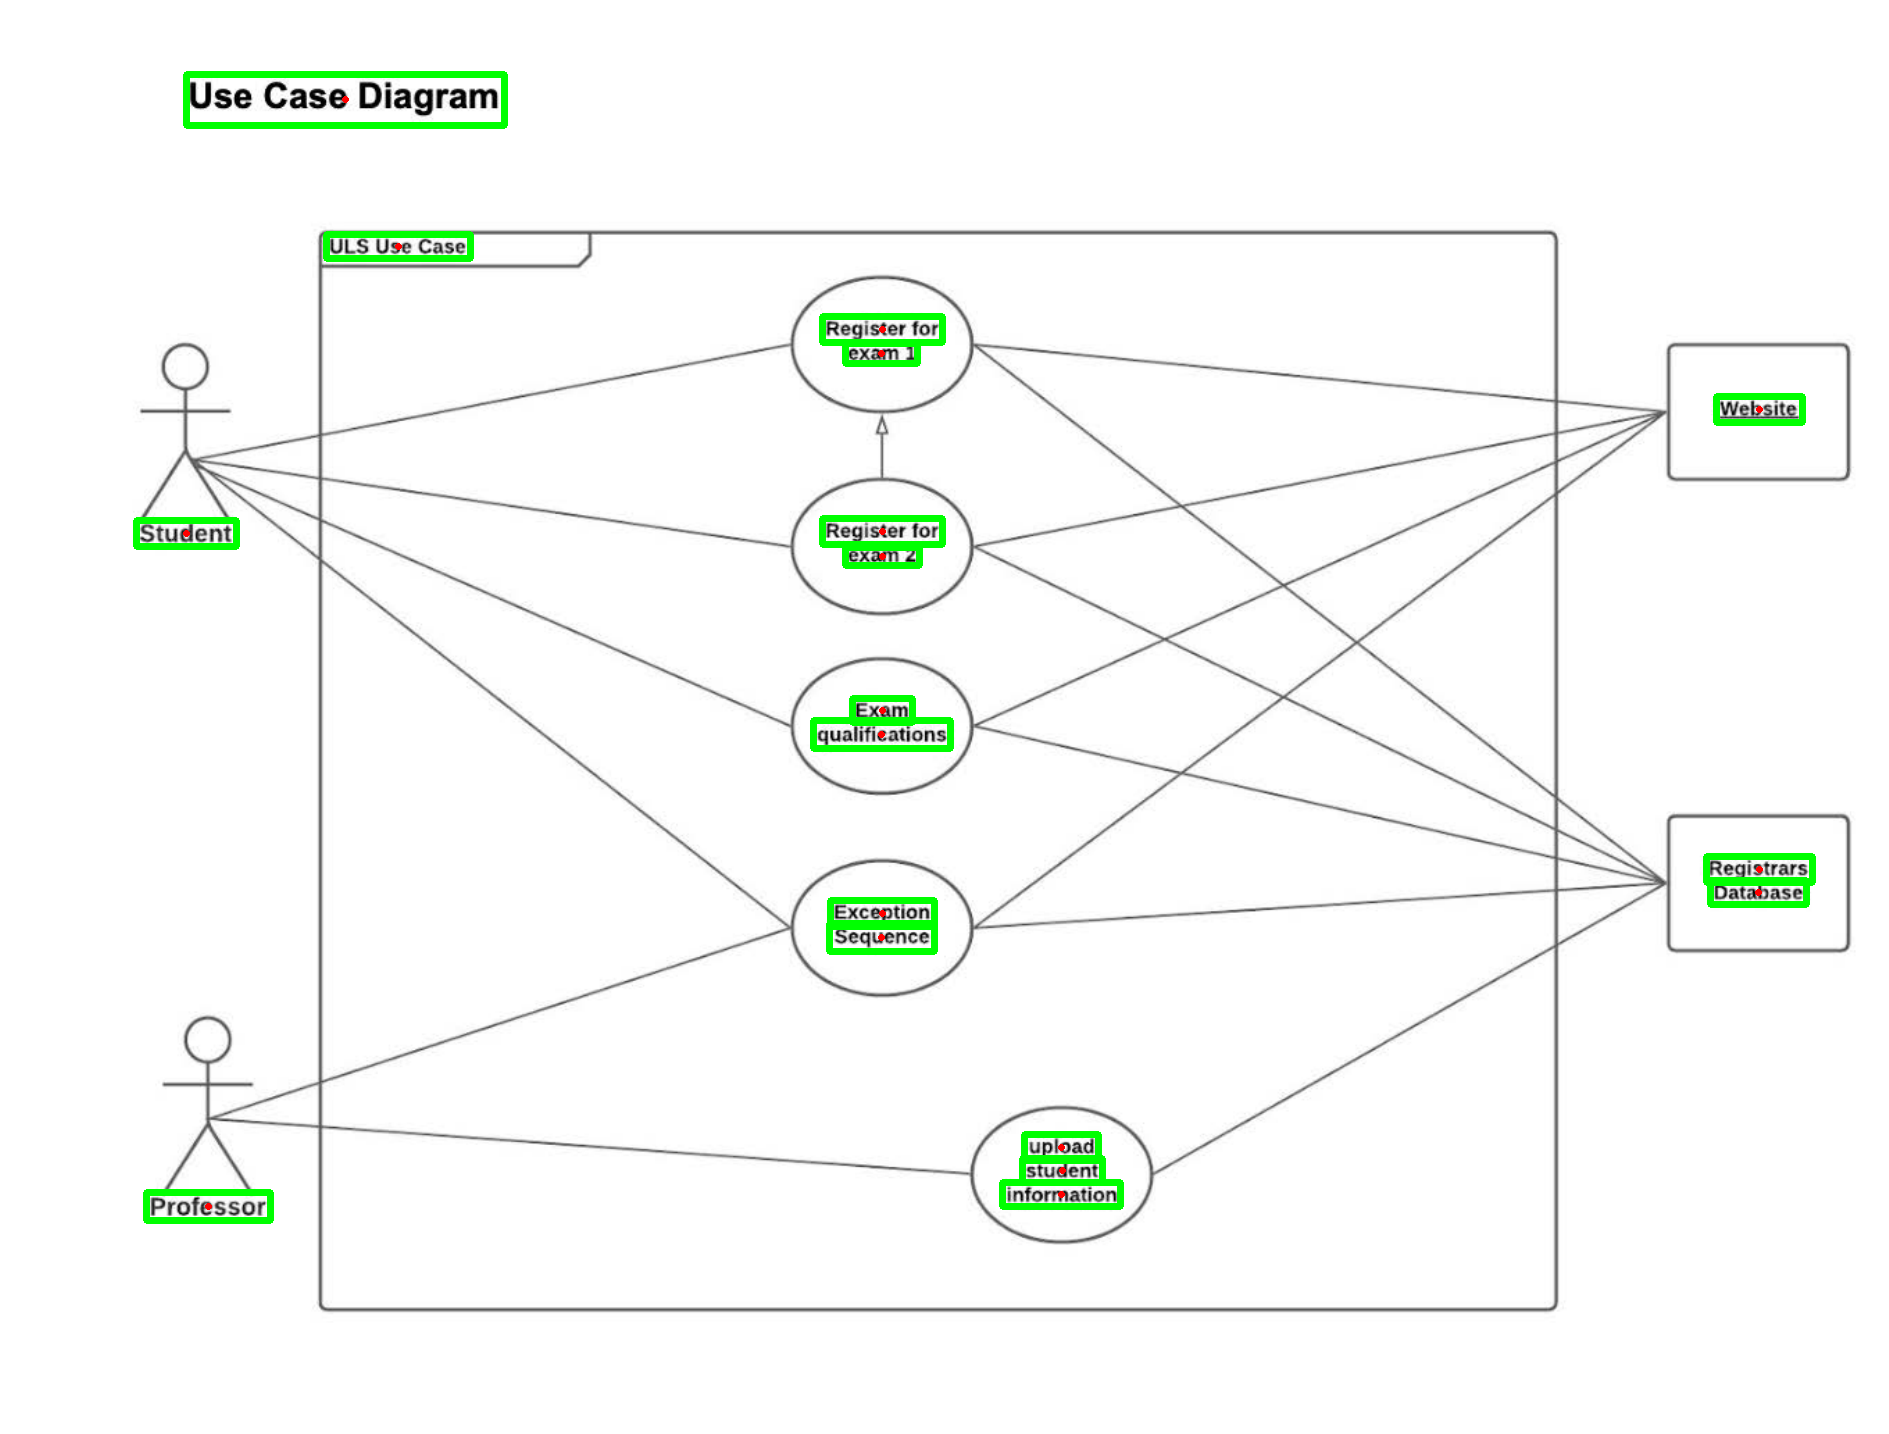 Use Case Diagram
ULS Use Case
Register for
exam 1
Website
Student
Register for
exam 2
Exam
qualifications
Registrars
Database
Exception
Sequence
upload
student
information
Professor